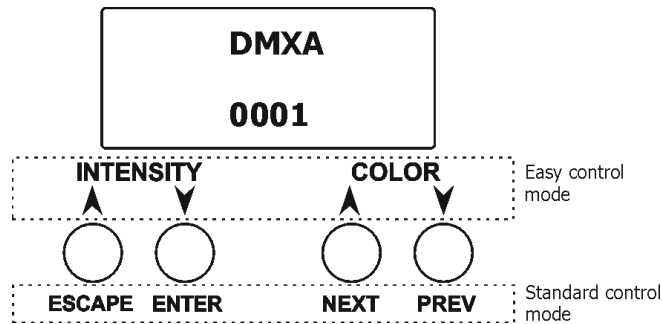 DMXA
0001
INTENSITY COLOR
Easy control
mode
ESCAPE ENTER NEXT PREV
Standard control
mode